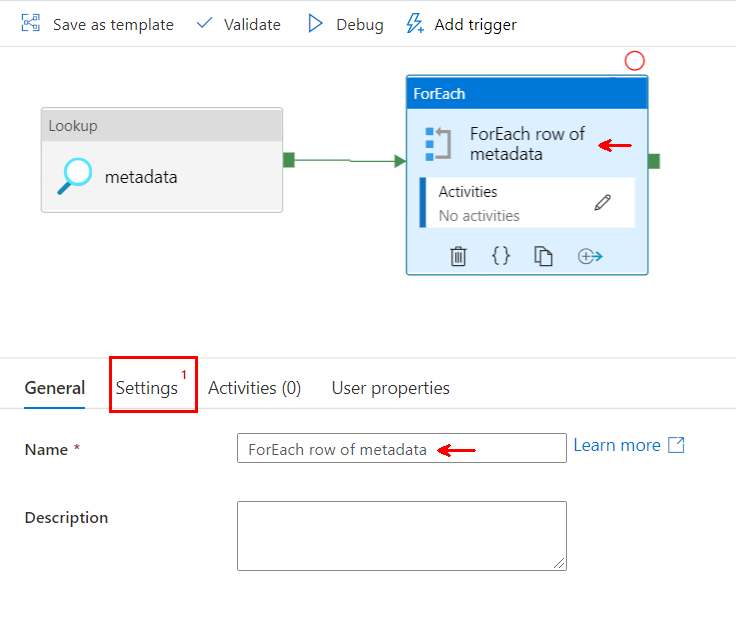 Save as template Validate Debug Add trigger
ForEach
Lookup
ForEach row of
metadata
metadata
Activities
No activities
{}
General Settings 1 Activities (0) User properties
Name * ForEach row of metadata Learn more
Description